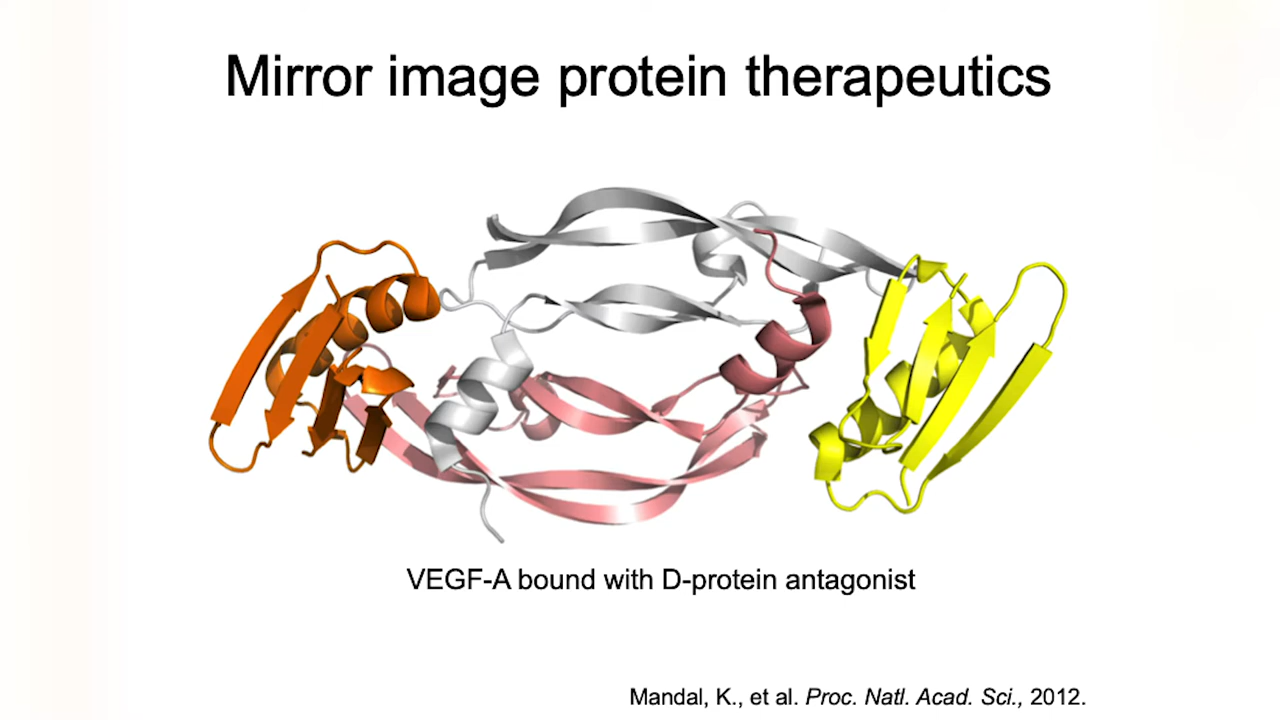 Mirror image protein therapeutics
VEGF-A bound with D-protein antagonist
Mandal, K., et al. Proc. Natl. Acad. Sci., 2012.